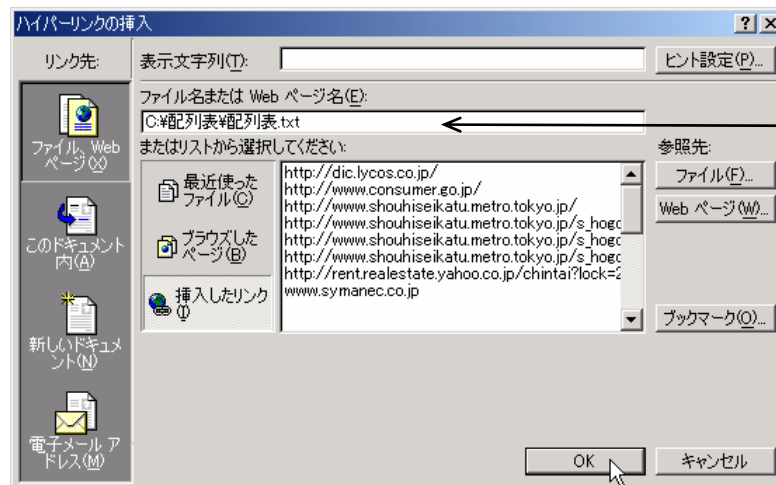 ハイパーリンクの挿入
リンク先:
表示文字列(T):
ヒント設定(P)...
ファイル名または Web ページ名(E):
C:¥配列表¥配列表.txt
またはリストから選択してください:
参照先:
ファイル、Web
ページ(X)
このドキュメント
内(A)
新しいドキュメ
ント(N)
電子メール ア
ドレス(M)
最近使った
ファイル(C)
ブラウズした
ページ(B)
挿入したリンク
(I)
http://dic.lycos.co.jp/
http://www.consumer.go.jp/
http://www.shouhiseikatu.metro.tokyo.jp/
http://www.shouhiseikatu.metro.tokyo.jp/s_hogo
http://www.shouhiseikatu.metro.tokyo.jp/s_hogo
http://www.shouhiseikatu.metro.tokyo.jp/s_hogo
http://rent.realestate.yahoo.co.jp/chintai?lock=2
www.symanec.co.jp
ファイル(F)...
Web ページ(W)...
ブックマーク(O)...
OK
キャンセル